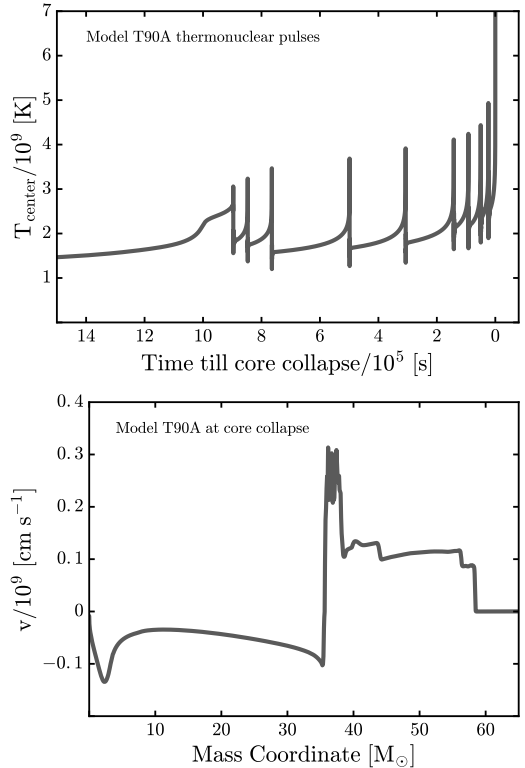 7
6
5
4
3
2
1
T_center/10^9 [K]
Model T90A thermonuclear pulses
14 12 10 8 6 4 2 0
Time till core collapse/10^5 [s]
0.4
0.3
0.2
0.1
0
−0.1
v/10^9 [cm s^−1]
Model T90A at core collapse
10 20 30 40 50 60
Mass Coordinate [M_⊙]